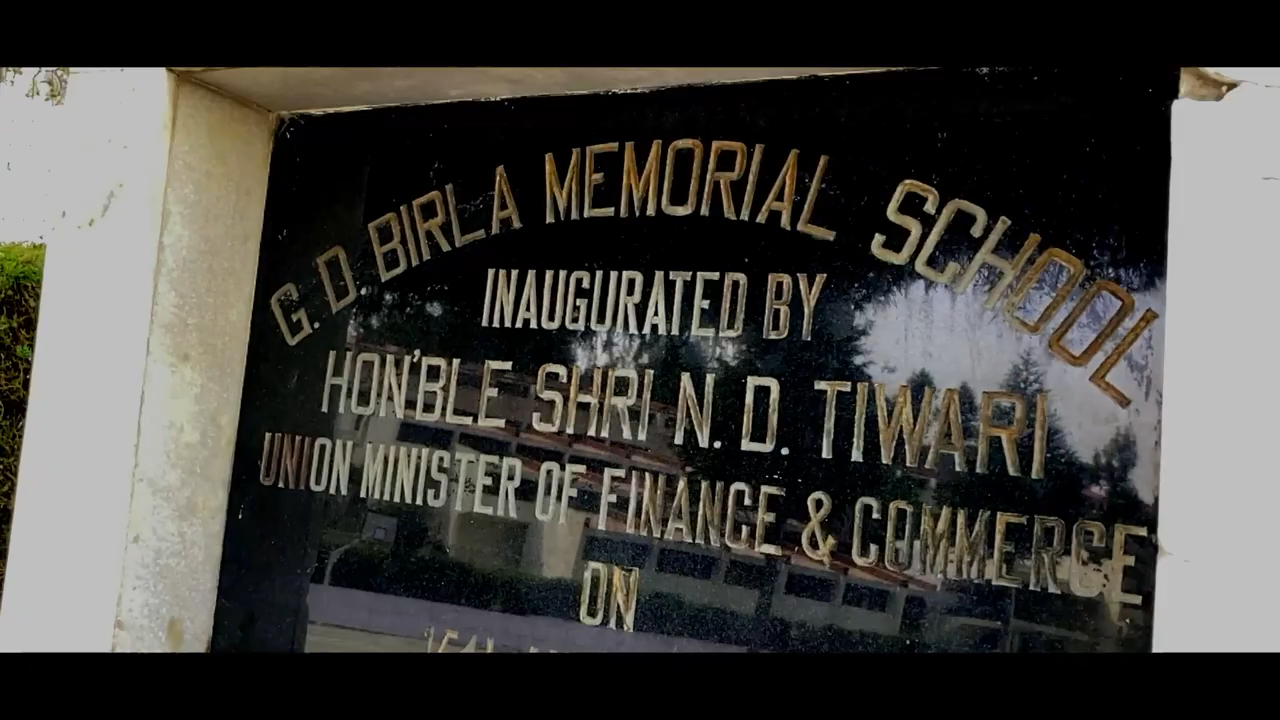 G. D. BIRLA MEMORIAL SCHOOL
INAUGURATED BY
HON'BLE SHRI N. D. TIWARI
UNION MINISTER OF FINANCE & COMMERCE
ON